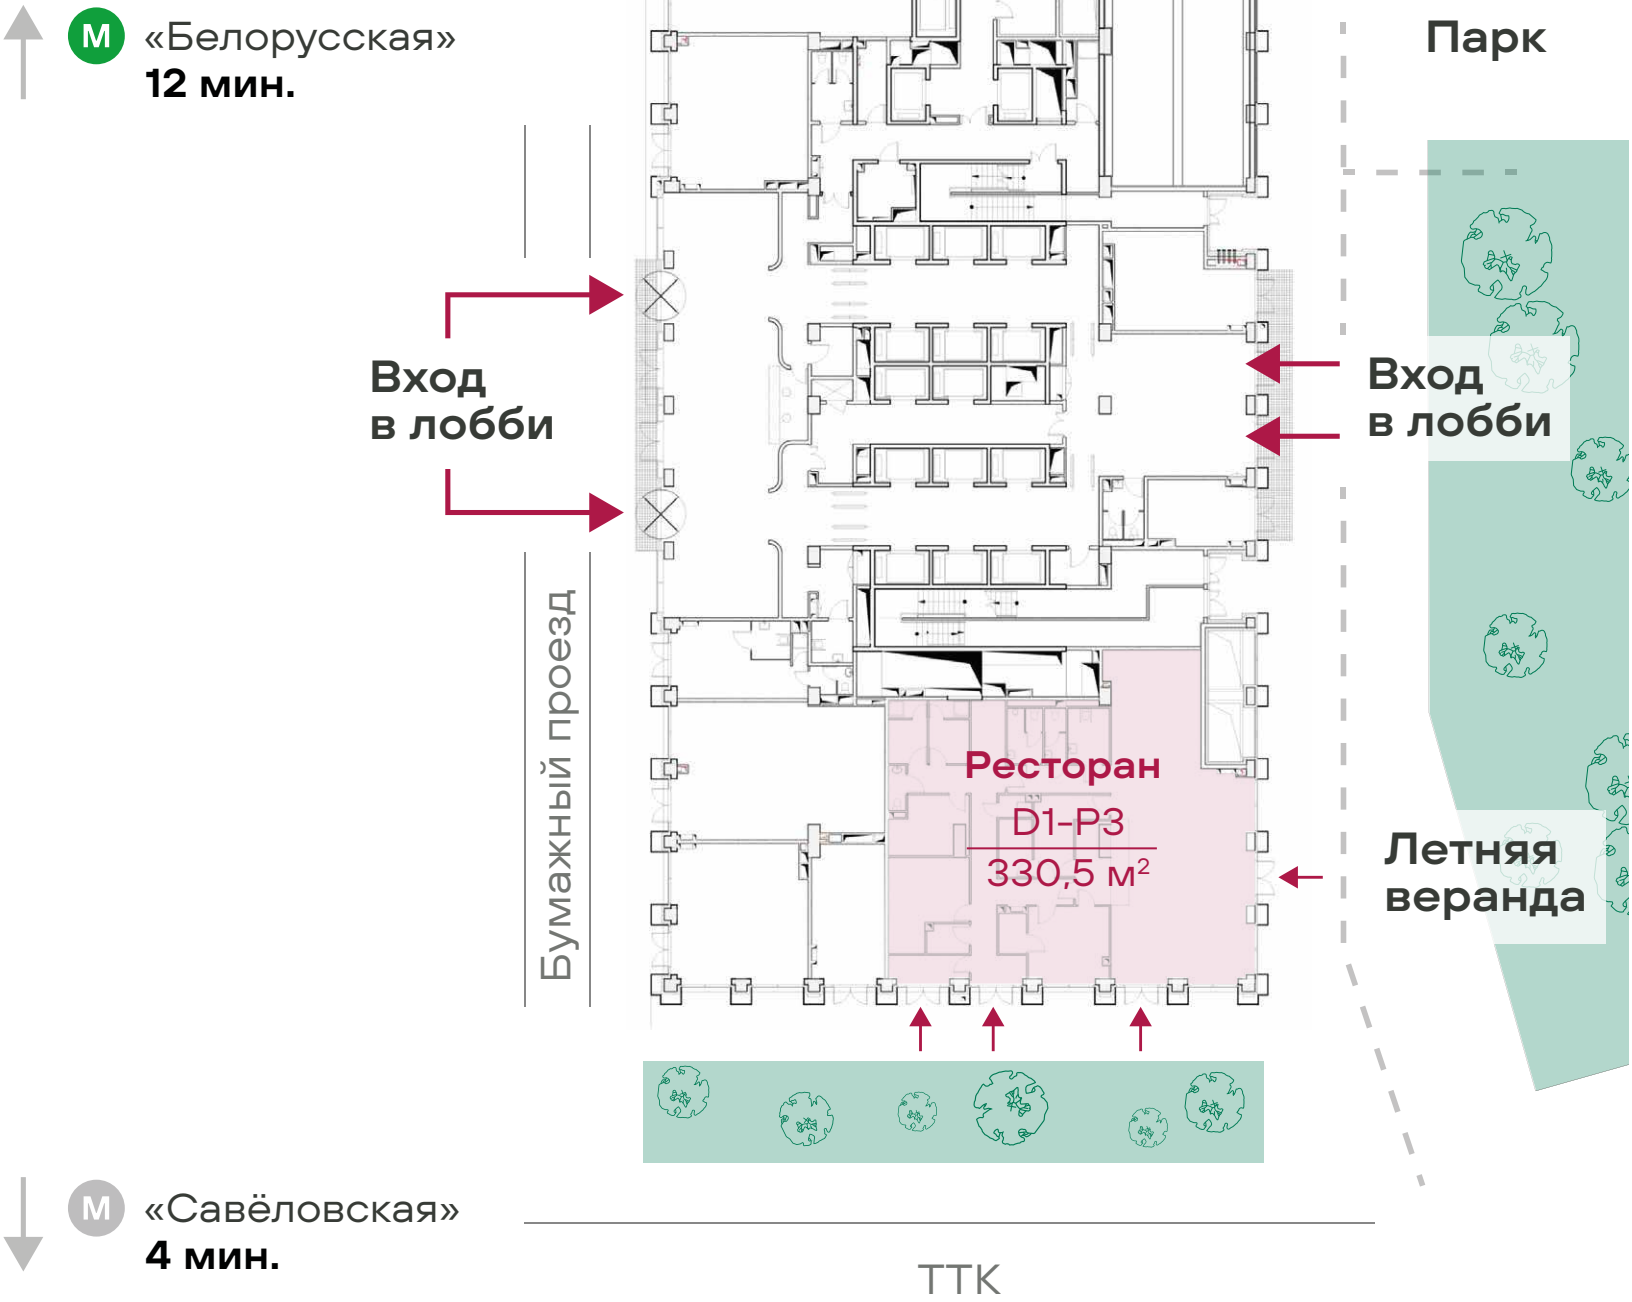 М «Белорусская»
12 мин.
Парк
Вход
в лобби
Вход
в лобби
Бумажный проезд
Ресторан
D1-P3
330,5 м²
Летняя
веранда
М «Савёловская»
4 мин.
ТТК